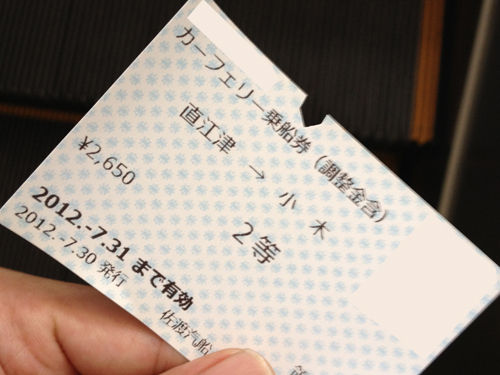 カーフェリー乗船券（調整金含）
直江津 → 小 木
¥2,650
2等
2012.-7.31 まで有効
2012.-7.30 発行
佐渡汽船